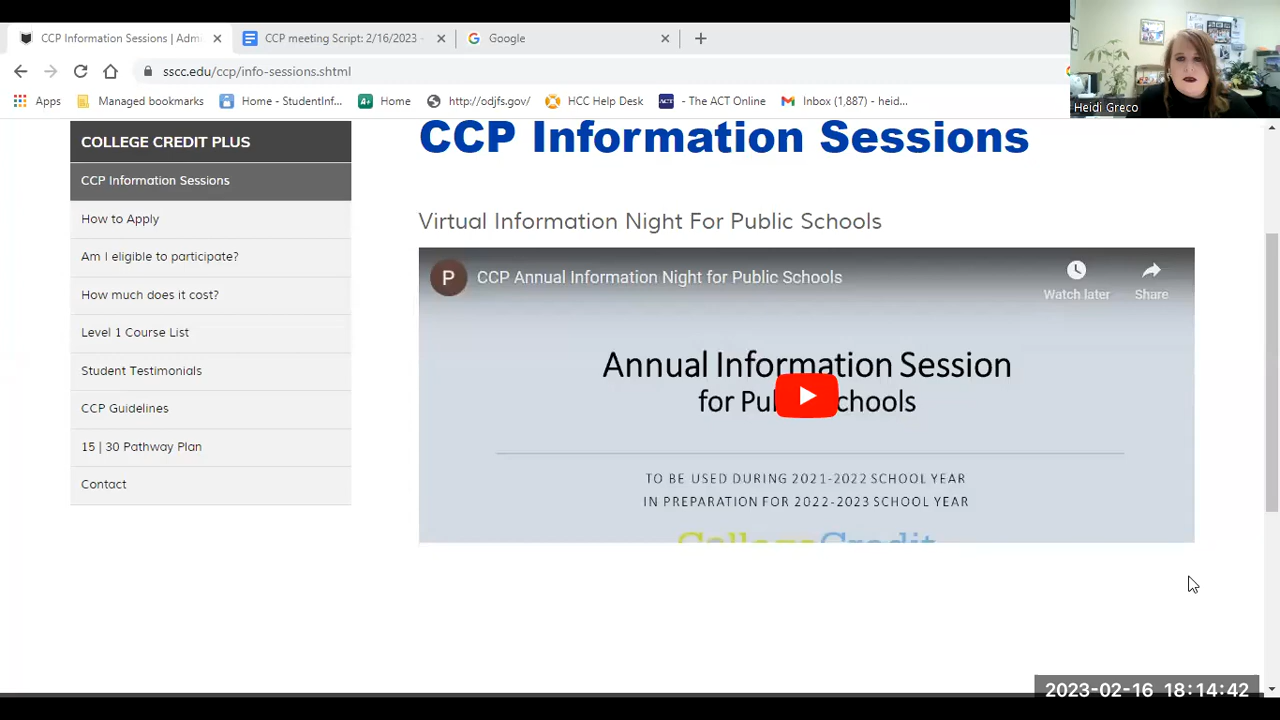 CCP Information Sessions | Adm
CCP meeting Script: 2/16/2023 -
Google
sscc.edu/ccp/info-sessions.shtml
Apps
Managed bookmarks
Home - StudentInf...
Home
http://odjfs.gov/
HCC Help Desk
ACT
- The ACT Online
Inbox (1,887) - heid...
Heidi Greco
COLLEGE CREDIT PLUS
CCP Information Sessions
How to Apply
Am I eligible to participate?
How much does it cost?
Level 1 Course List
Student Testimonials
CCP Guidelines
15 | 30 Pathway Plan
Contact
CCP Information Sessions
Virtual Information Night For Public Schools
P
CCP Annual Information Night for Public Schools
Watch later
Share
Annual Information Session
for Pu chools
TO BE USED DURING 2021-2022 SCHOOL YEAR
IN PREPARATION FOR 2022-2023 SCHOOL YEAR
CollegeCredit
2023-02-16 18:14:42